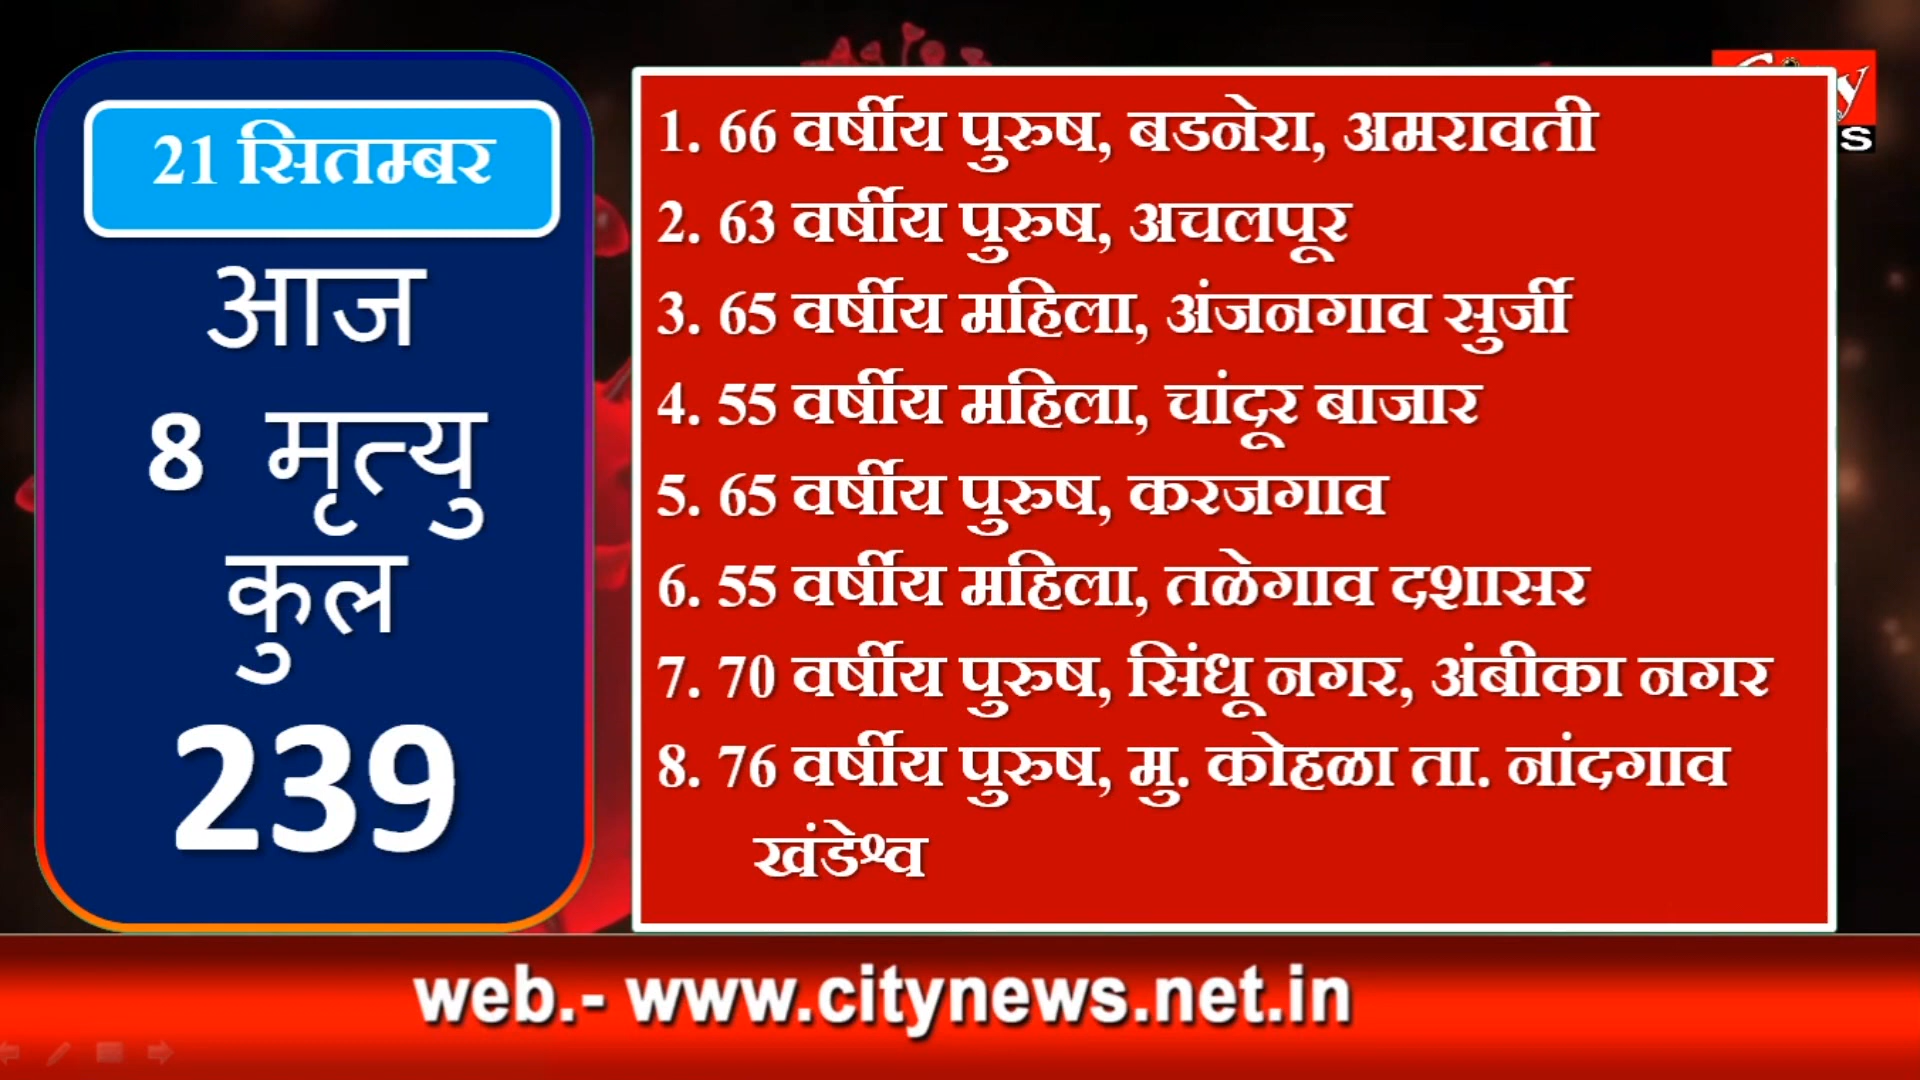 21 सितम्बर
आज
8 मृत्यु
कुल
239
1. 66 वर्षीय पुरुष, बडनेरा, अमरावती
2. 63 वर्षीय पुरुष, अचलपूर
3. 65 वर्षीय महिला, अंजनगाव सुर्जी
4. 55 वर्षीय महिला, चांदूर बाजार
5. 65 वर्षीय पुरुष, करजगाव
6. 55 वर्षीय महिला, तळेगाव दशासर
7. 70 वर्षीय पुरुष, सिंधू नगर, अंबीका नगर
8. 76 वर्षीय पुरुष, मु. कोहळा ता. नांदगाव
खंडेश्व
web.- www.citynews.net.in